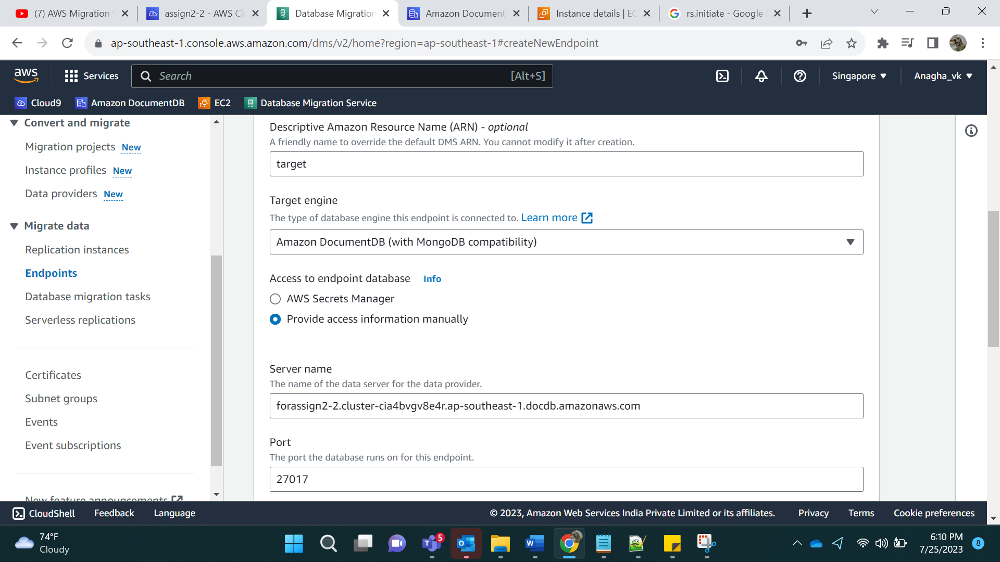 (7) AWS Migration
assign2-2 - AWS Cl
Database Migration
Amazon Document
Instance details | EC
rs.initiate - Google
ap-southeast-1.console.aws.amazon.com/dms/v2/home?region=ap-southeast-1#createNewEndpoint
aws
Services
Search
[Alt+S]
Singapore
Anagha_vk
Cloud9
Amazon DocumentDB
EC2
Database Migration Service
Convert and migrate
Migration projects New
Instance profiles New
Data providers New
Migrate data
Replication instances
Endpoints
Database migration tasks
Serverless replications
Certificates
Subnet groups
Events
Event subscriptions
New feature announcements
Descriptive Amazon Resource Name (ARN) - optional
A friendly name to override the default DMS ARN. You cannot modify it after creation.
target
Target engine
The type of database engine this endpoint is connected to. Learn more
Amazon DocumentDB (with MongoDB compatibility)
Access to endpoint database Info
AWS Secrets Manager
Provide access information manually
Server name
The name of the data server for the data provider.
forassign2-2.cluster-cia4bvgv8e4r.ap-southeast-1.docdb.amazonaws.com
Port
The port the database runs on for this endpoint.
27017
CloudShell
Feedback
Language
© 2023, Amazon Web Services India Private Limited or its affiliates.
Privacy
Terms
Cookie preferences
74°F
Cloudy
5
6:10 PM
7/25/2023
8